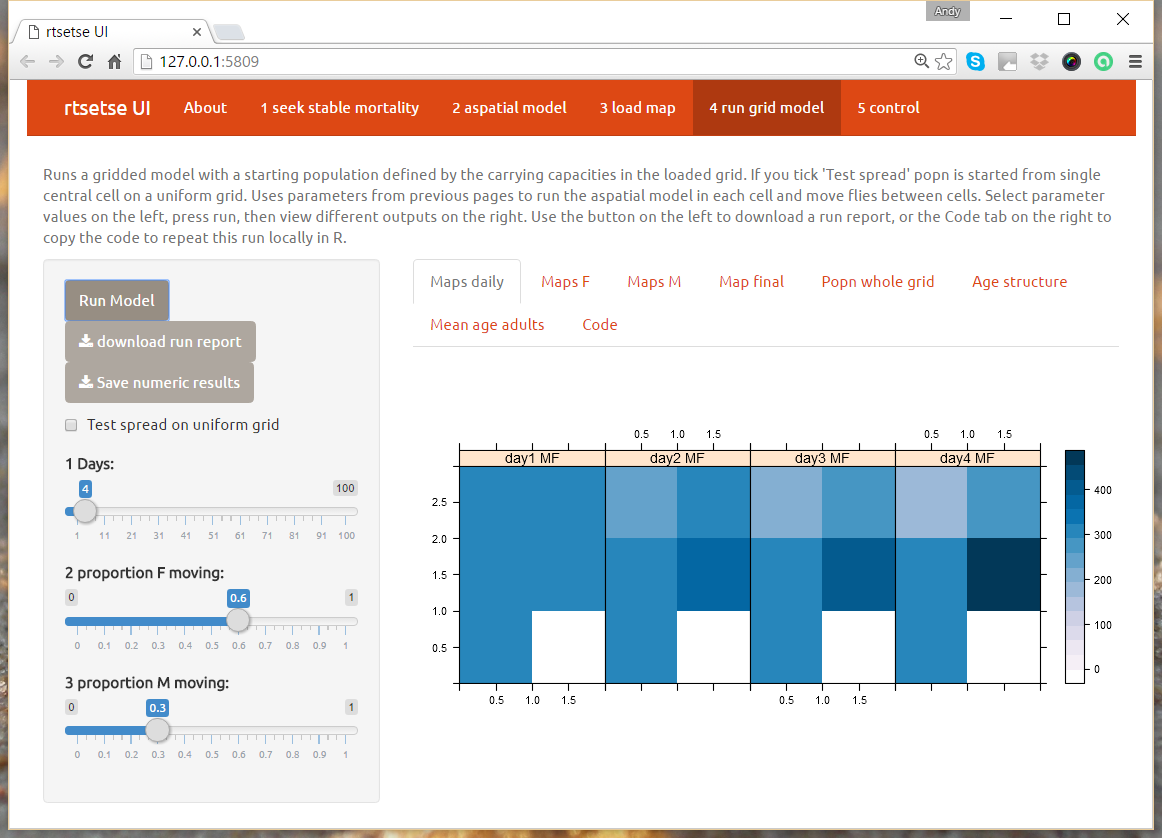 Andy
rtsetse UI
127.0.0.1:5809
rtsetse UI About 1 seek stable mortality 2 aspatial model 3 load map 4 run grid model 5 control
Runs a gridded model with a starting population defined by the carrying capacities in the loaded grid. If you tick 'Test spread' popn is started from single
central cell on a uniform grid. Uses parameters from previous pages to run the aspatial model in each cell and move flies between cells. Select parameter
values on the left, press run, then view different outputs on the right. Use the button on the left to download a run report, or the Code tab on the right to
copy the code to repeat this run locally in R.
Run Model
download run report
Save numeric results
Test spread on uniform grid
1 Days:
4 100
1 11 21 31 41 51 61 71 81 91 100
2 proportion F moving:
0 0.6 1
0 0.1 0.2 0.3 0.4 0.5 0.6 0.7 0.8 0.9 1
3 proportion M moving:
0 0.3 1
0 0.1 0.2 0.3 0.4 0.5 0.6 0.7 0.8 0.9 1
Maps daily Maps F Maps M Map final Popn whole grid Age structure
Mean age adults Code
0.5 1.0 1.5 0.5 1.0 1.5
day1 MF day2 MF day3 MF day4 MF
2.5
2.0
1.5
1.0
0.5
0.5 1.0 1.5 0.5 1.0 1.5
400
300
200
100
0